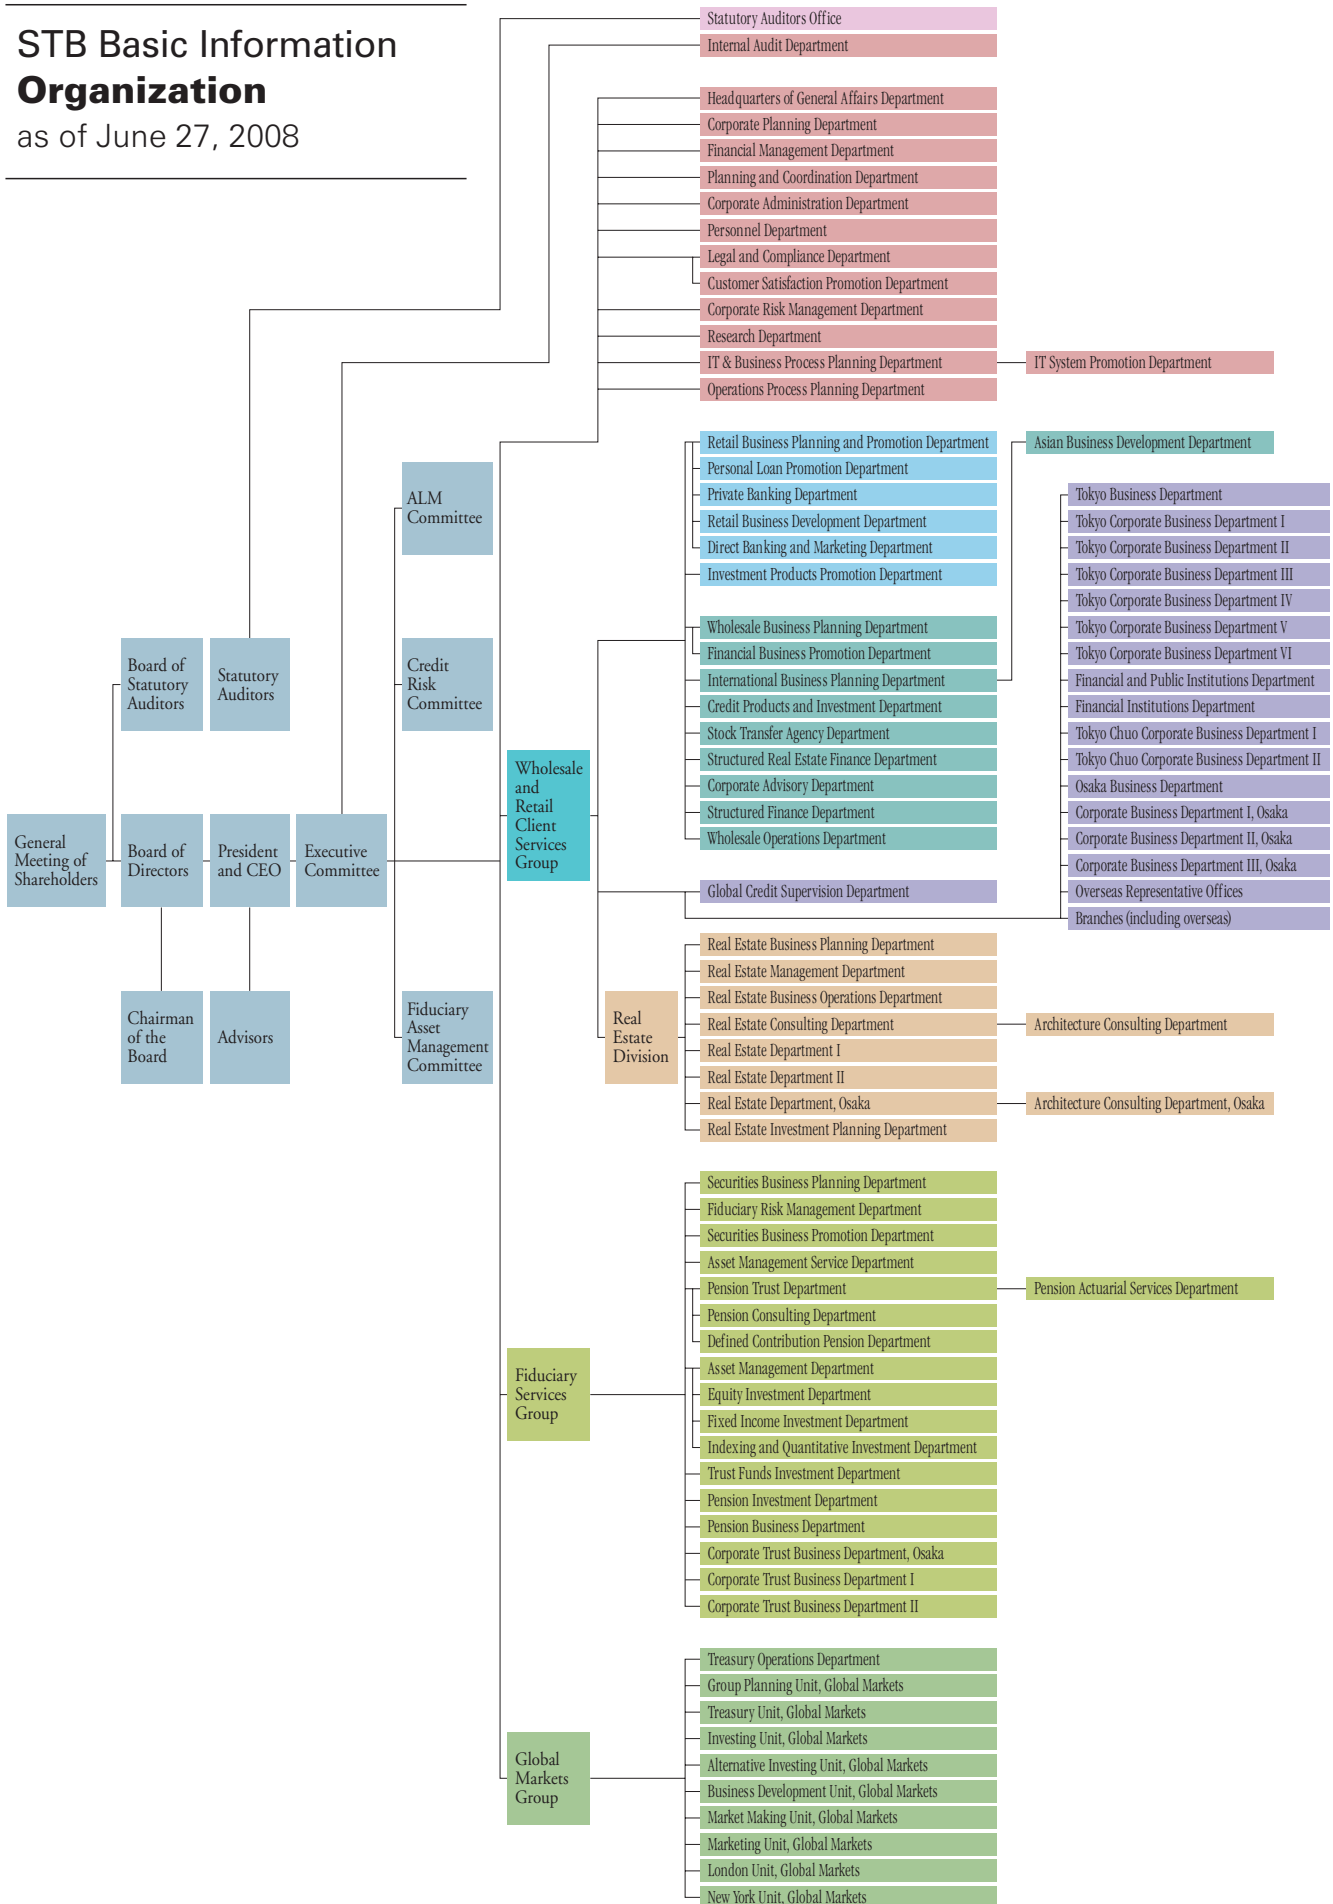 STB Basic Information
Organization
as of June 27, 2008
Statutory Auditors Office
Internal Audit Department
Headquarters of General Affairs Department
Corporate Planning Department
Financial Management Department
Planning and Coordination Department
Corporate Administration Department
Personnel Department
Legal and Compliance Department
Customer Satisfaction Promotion Department
Corporate Risk Management Department
Research Department
IT & Business Process Planning Department
IT System Promotion Department
Operations Process Planning Department
General
Meeting of
Shareholders
Board of
Statutory
Auditors
Statutory
Auditors
Board of
Directors
President
and CEO
Executive
Committee
Chairman
of the
Board
Advisors
ALM
Committee
Credit
Risk
Committee
Fiduciary
Asset
Management
Committee
Wholesale
and
Retail
Client
Services
Group
Retail Business Planning and Promotion Department
Personal Loan Promotion Department
Private Banking Department
Retail Business Development Department
Direct Banking and Marketing Department
Investment Products Promotion Department
Wholesale Business Planning Department
Financial Business Promotion Department
International Business Planning Department
Credit Products and Investment Department
Stock Transfer Agency Department
Structured Real Estate Finance Department
Corporate Advisory Department
Structured Finance Department
Wholesale Operations Department
Global Credit Supervision Department
Asian Business Development Department
Tokyo Business Department
Tokyo Corporate Business Department I
Tokyo Corporate Business Department II
Tokyo Corporate Business Department III
Tokyo Corporate Business Department IV
Tokyo Corporate Business Department V
Tokyo Corporate Business Department VI
Financial and Public Institutions Department
Financial Institutions Department
Tokyo Chuo Corporate Business Department I
Tokyo Chuo Corporate Business Department II
Osaka Business Department
Corporate Business Department I, Osaka
Corporate Business Department II, Osaka
Corporate Business Department III, Osaka
Overseas Representative Offices
Branches (including overseas)
Real
Estate
Division
Real Estate Business Planning Department
Real Estate Management Department
Real Estate Business Operations Department
Real Estate Consulting Department
Architecture Consulting Department
Real Estate Department I
Real Estate Department II
Real Estate Department, Osaka
Architecture Consulting Department, Osaka
Real Estate Investment Planning Department
Fiduciary
Services
Group
Securities Business Planning Department
Fiduciary Risk Management Department
Securities Business Promotion Department
Asset Management Service Department
Pension Trust Department
Pension Actuarial Services Department
Pension Consulting Department
Defined Contribution Pension Department
Asset Management Department
Equity Investment Department
Fixed Income Investment Department
Indexing and Quantitative Investment Department
Trust Funds Investment Department
Pension Investment Department
Pension Business Department
Corporate Trust Business Department, Osaka
Corporate Trust Business Department I
Corporate Trust Business Department II
Global
Markets
Group
Treasury Operations Department
Group Planning Unit, Global Markets
Treasury Unit, Global Markets
Investing Unit, Global Markets
Alternative Investing Unit, Global Markets
Business Development Unit, Global Markets
Market Making Unit, Global Markets
Marketing Unit, Global Markets
London Unit, Global Markets
New York Unit, Global Markets